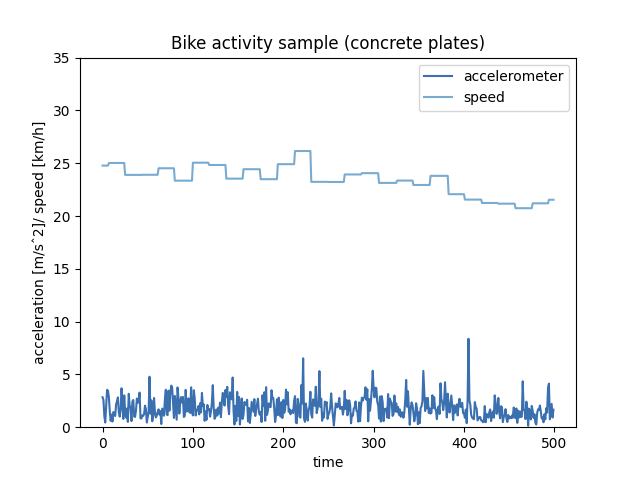 Bike activity sample (concrete plates)
accelerometer
speed
35
30
25
20
15
10
5
0
acceleration [m/sˆ2]/ speed [km/h]
0 100 200 300 400 500
time